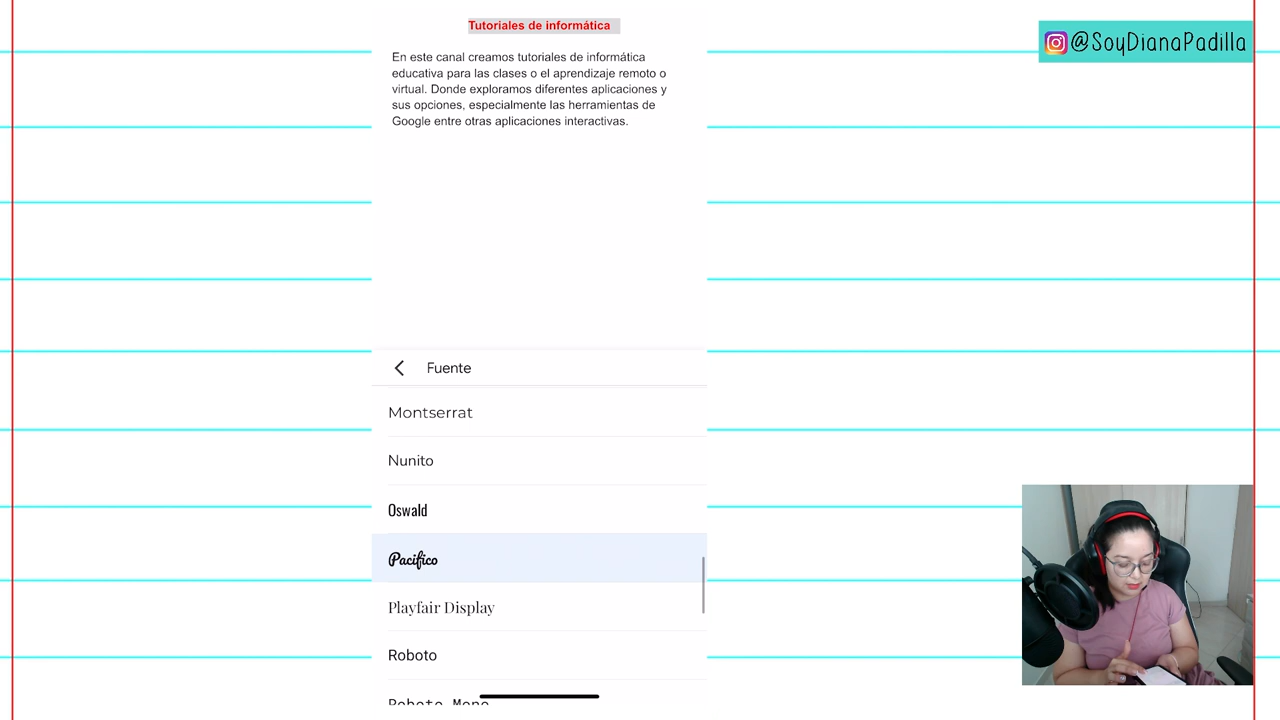 Tutoriales de informática
@SoyDianaPadilla
En este canal creamos tutoriales de informática
educativa para las clases o el aprendizaje remoto o
virtual. Donde exploramos diferentes aplicaciones y
sus opciones, especialmente las herramientas de
Google entre otras aplicaciones interactivas.
Fuente
Montserrat
Nunito
Oswald
Pacifico
Playfair Display
Roboto
Roboto Mono